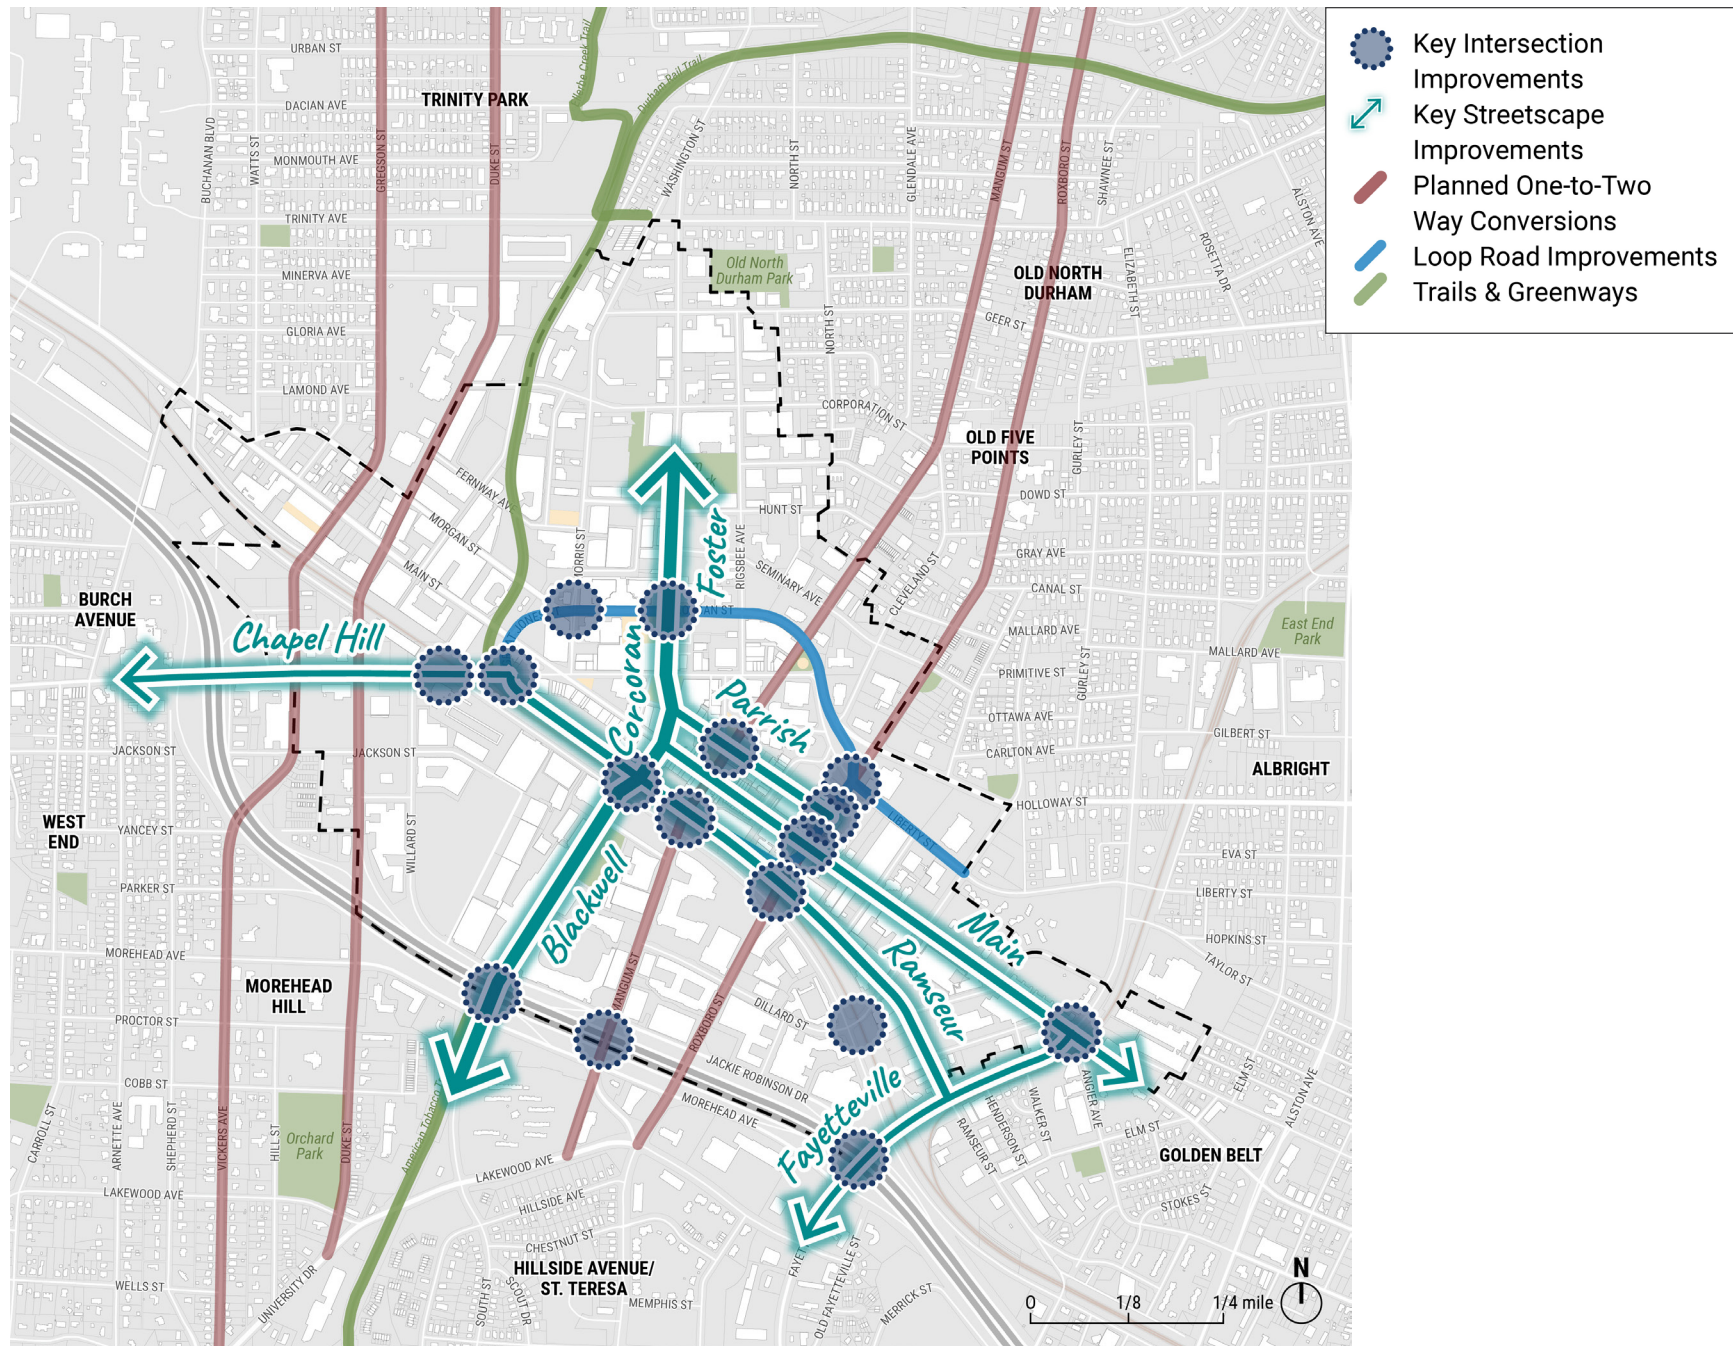 Key Intersection
Improvements
Key Streetscape
Improvements
Planned One-to-Two
Way Conversions
Loop Road Improvements
Trails & Greenways
URBAN ST
TRINITY PARK
DACIAN AVE
Durham Rail Trail
BUCHANAN BLVD
WATTS ST
MONMOUTH AVE
GREGSON ST
DUKE ST
WASHINGTON ST
NORTH ST
GLENDALE AVE
MANGUM ST
ROXBORO ST
SHAWNEE ST
ALSTON AVE
TRINITY AVE
MINERVA AVE
Old North
Durham Park
OLD NORTH
DURHAM
ELIZABETH ST
ROSETTA DR
GLORIA AVE
NORTH ST
GEER ST
LAMOND AVE
CORPORATION ST
OLD FIVE
POINTS
GURLEY ST
FERNWAY AVE
DOWD ST
HUNT ST
MORGAN ST
MORRIS ST
Foster
RIGSBEE AVE
GRAY AVE
MAIN ST
SEMINARY AVE
CLEVELAND ST
CANAL ST
BURCH
AVENUE
Chapel Hill
MALLARD AVE
East End
Park
MALLARD AVE
Corcoran
Parrish
PRIMITIVE ST
GURLEY ST
OTTAWA AVE
JACKSON ST
JACKSON ST
CARLTON AVE
GILBERT ST
ALBRIGHT
HOLLOWAY ST
WEST
END
YANCEY ST
WILLARD ST
LIBERTY ST
EVA ST
PARKER ST
Blackwell
LIBERTY ST
Main
HOPKINS ST
MOREHEAD AVE
Ramseur
TAYLOR ST
MOREHEAD
HILL
MANGUM ST
PROCTOR ST
DILLARD ST
ROXBORO ST
JACKIE ROBINSON DR
COBB ST
MOREHEAD AVE
Fayetteville
WALKER ST
ANGIER AVE
ELM ST
ALSTON AVE
CARROLL ST
ARNETTE AVE
SHEPHERD ST
VICKERS AVE
HILL ST
Orchard
Park
DUKE ST
HENDERSON ST
RAMSEUR ST
ELM ST
LAKEWOOD AVE
GOLDEN BELT
LAKEWOOD AVE
HILLSIDE AVE
STOKES ST
CHESTNUT ST
HILLSIDE AVENUE/
ST. TERESA
WELLS ST
UNIVERSITY DR
SOUTH ST
SCOUT DR
MEMPHIS ST
OLD FAYETTEVILLE ST
MERRICK ST
N
0 1/8 1/4 mile